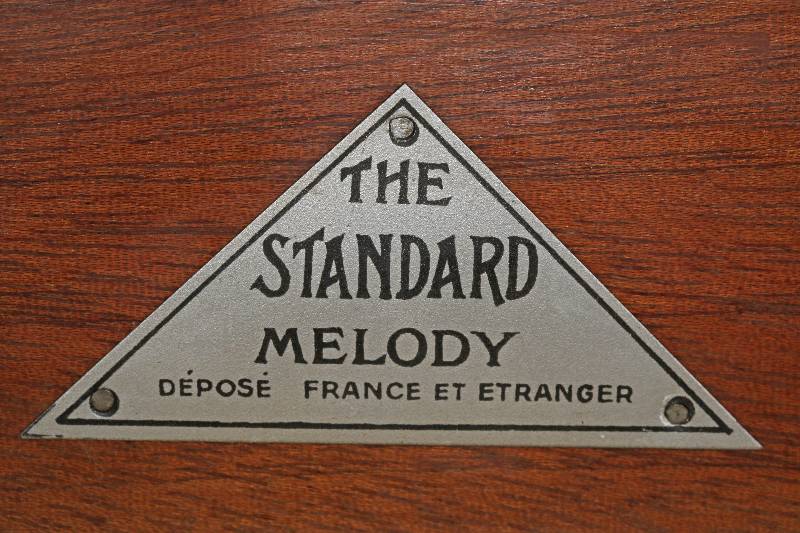 THE
STANDARD
MELODY
DÉPOSÉ FRANCE ET ETRANGER